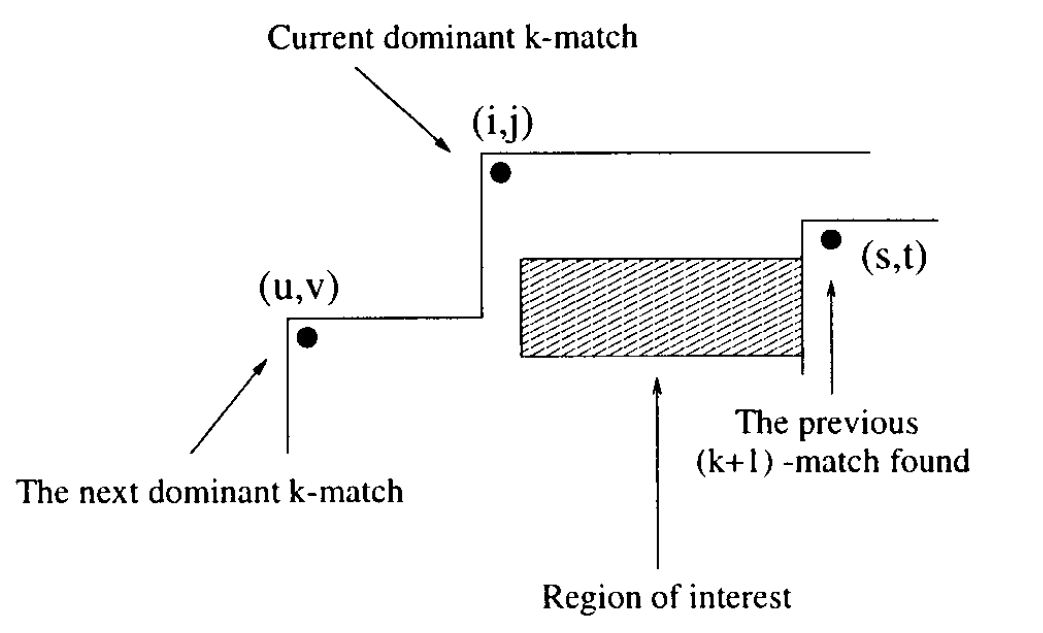 Current dominant k-match
(i,j)
(s,t)
(u,v)
The previous
(k+1) -match found
The next dominant k-match
Region of interest